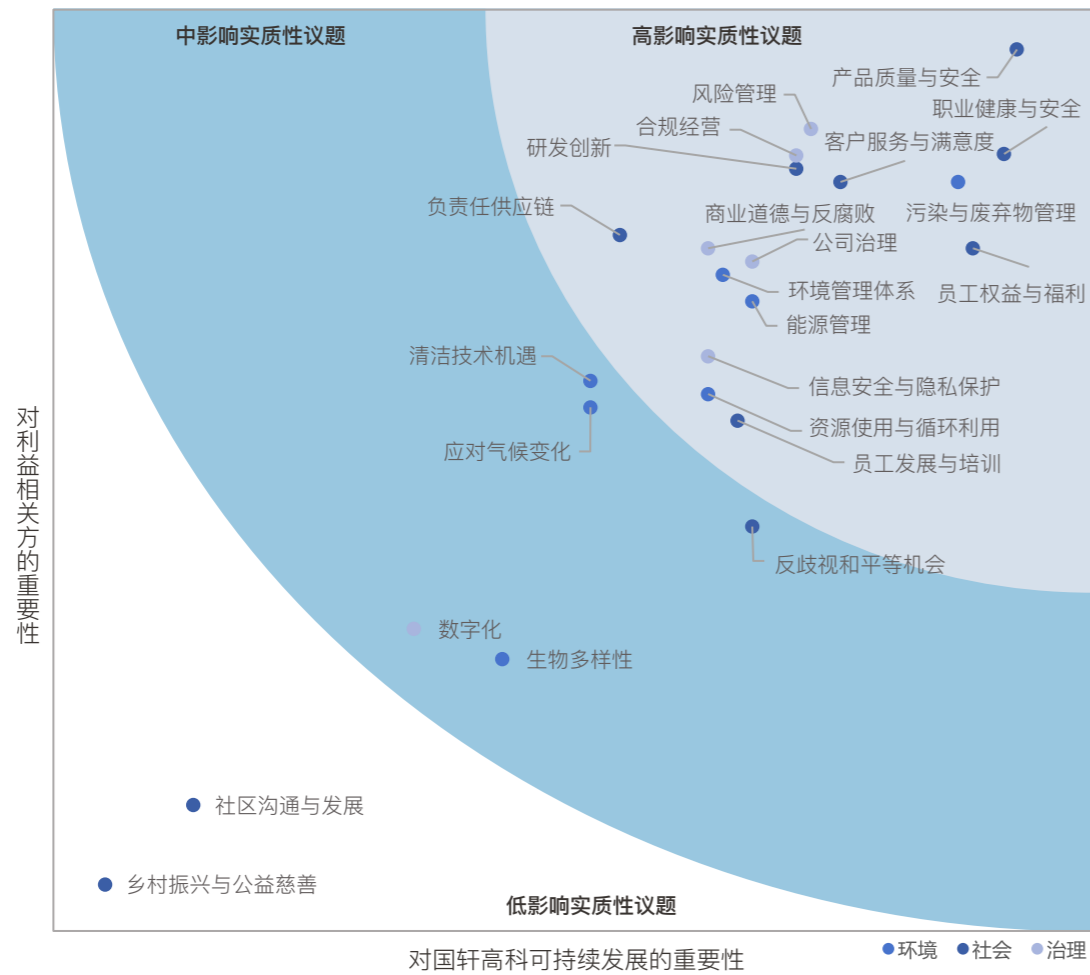 中影响实质性议题
高影响实质性议题
产品质量与安全
风险管理
职业健康与安全
合规经营
客户服务与满意度
研发创新
负责任供应链
商业道德与反腐败
污染与废弃物管理
公司治理
环境管理体系
员工权益与福利
能源管理
清洁技术机遇
信息安全与隐私保护
资源使用与循环利用
应对气候变化
员工发展与培训
反歧视和平等机会
对利益相关方的重要性
数字化
生物多样性
社区沟通与发展
乡村振兴与公益慈善
低影响实质性议题
对国轩高科可持续发展的重要性
环境
社会
治理